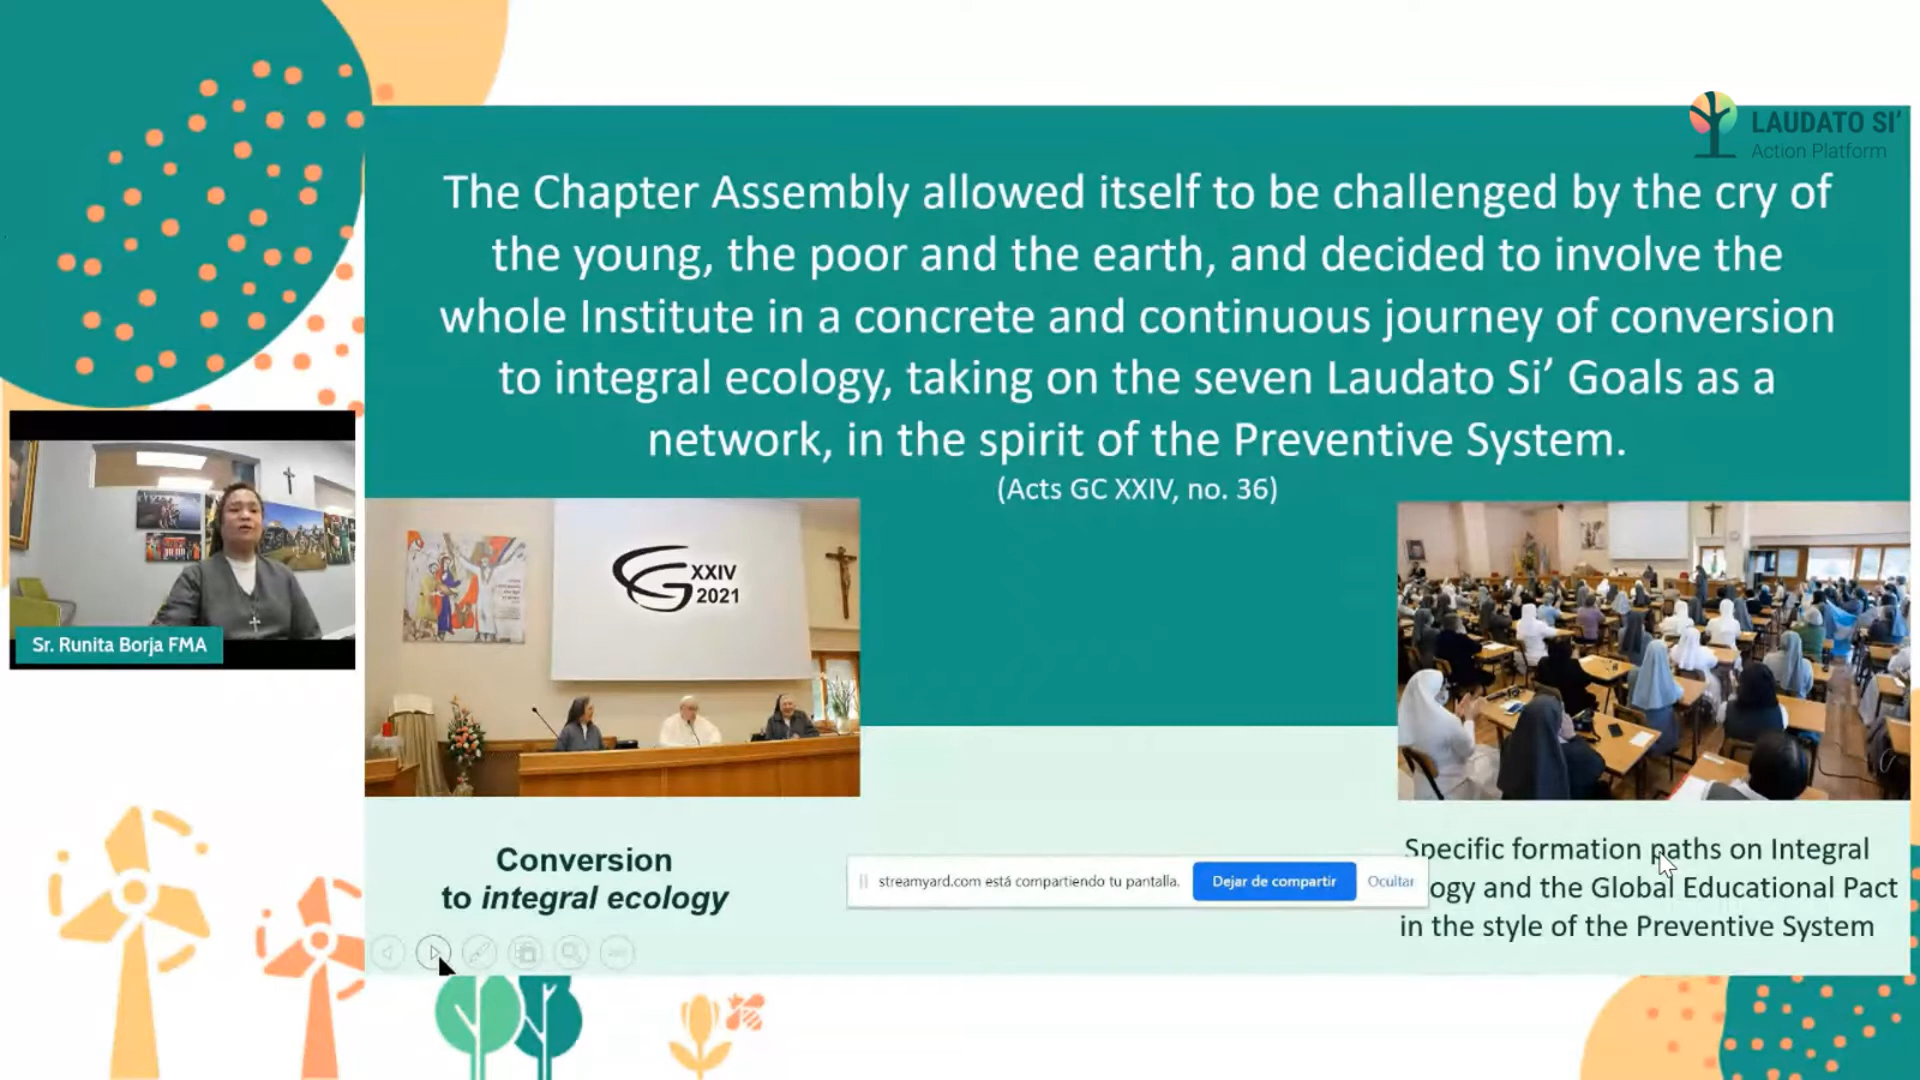 LAUDATO SI’
Action Platform
The Chapter Assembly allowed itself to be challenged by the cry of
the young, the poor and the earth, and decided to involve the
whole Institute in a concrete and continuous journey of conversion
to integral ecology, taking on the seven Laudato Si’ Goals as a
network, in the spirit of the Preventive System.
(Acts GC XXIV, no. 36)
Sr. Runita Borja FMA
CG XXIV
2021
Conversion
to integral ecology
streamyard.com está compartiendo tu pantalla.
Dejar de compartir
Ocultar
Specific formation paths on Integral
ogy and the Global Educational Pact
in the style of the Preventive System